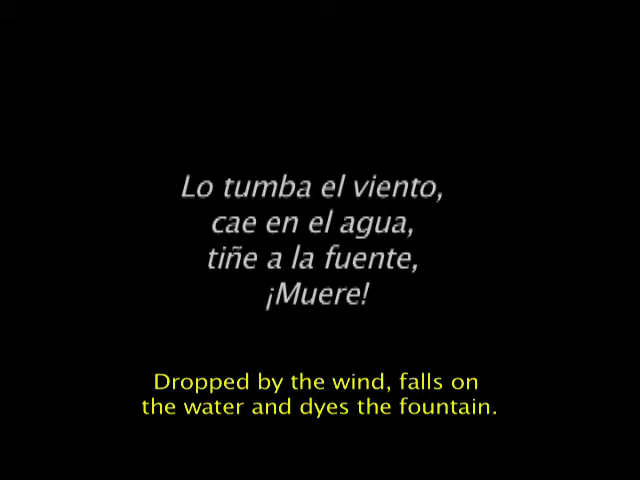 Lo tumba el viento,
cae en el agua,
tiñe a la fuente,
¡Muere!
Dropped by the wind, falls on
the water and dyes the fountain.